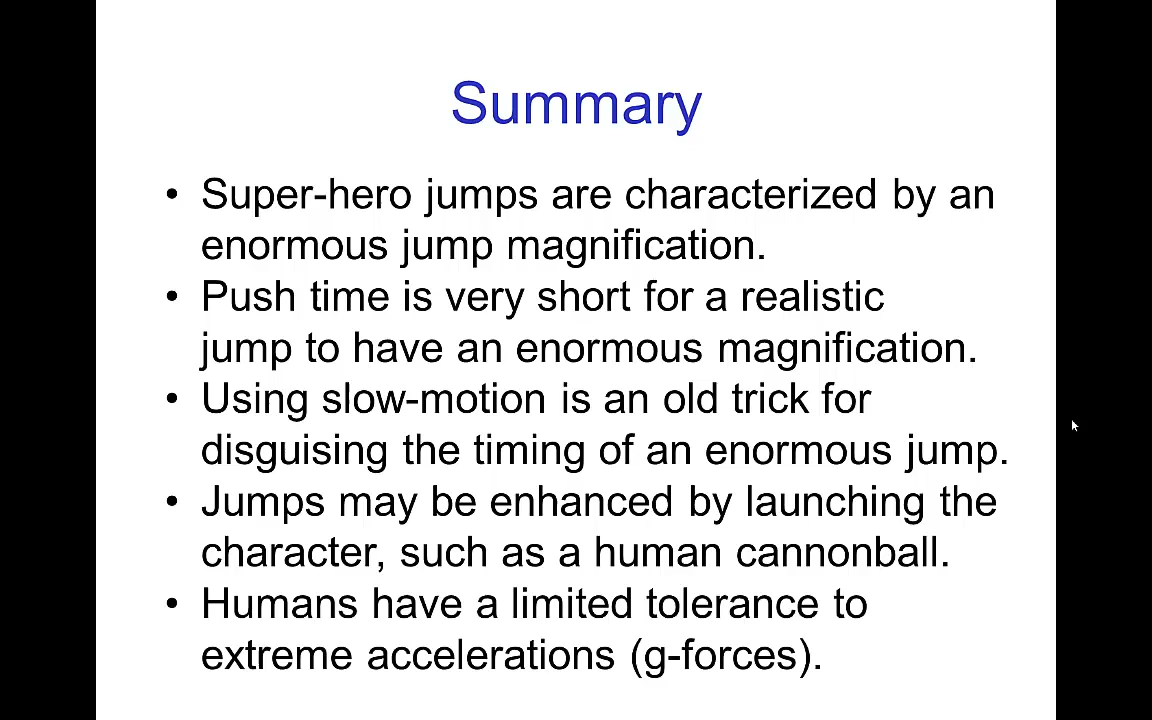 Summary
• Super-hero jumps are characterized by an
enormous jump magnification.
• Push time is very short for a realistic
jump to have an enormous magnification.
• Using slow-motion is an old trick for
disguising the timing of an enormous jump.
• Jumps may be enhanced by launching the
character, such as a human cannonball.
• Humans have a limited tolerance to
extreme accelerations (g-forces).